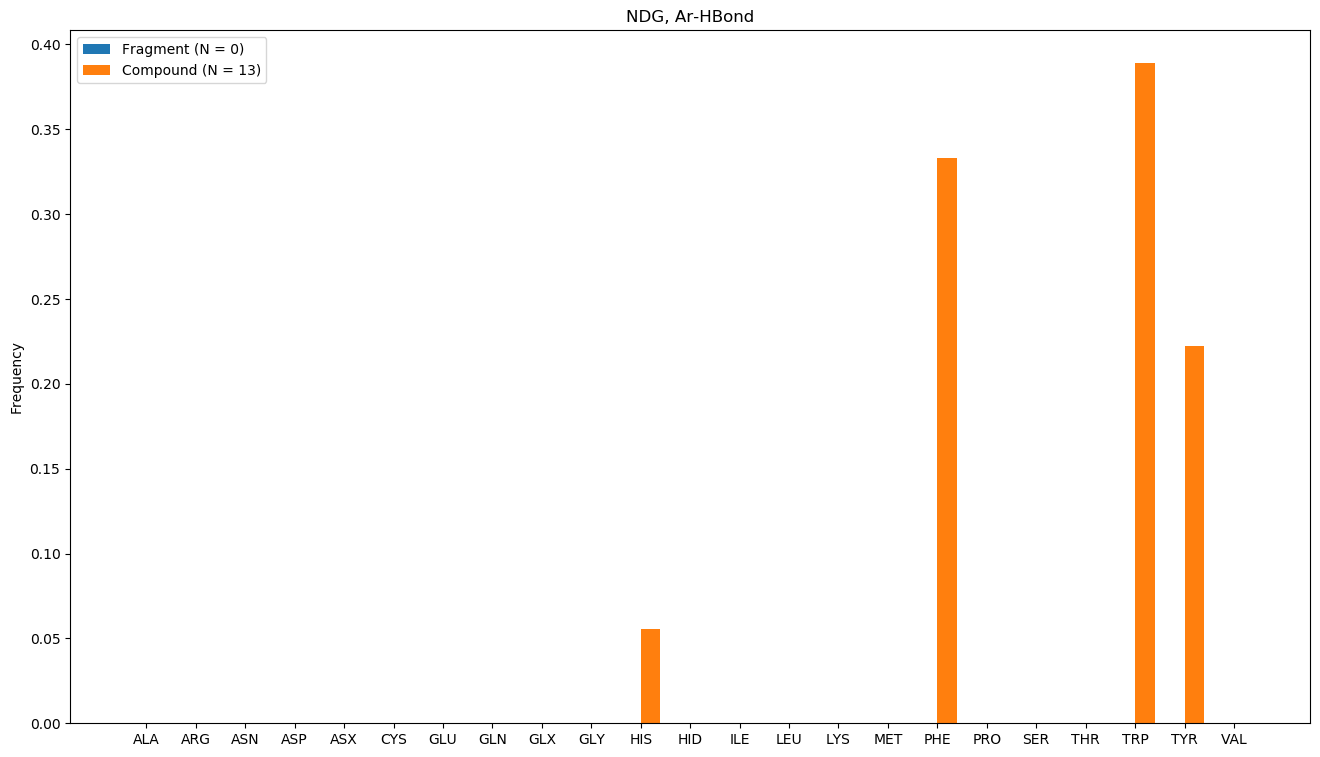 NDG, Ar-HBond
Fragment (N = 0)
Compound (N = 13)
Frequency
0.40
0.35
0.30
0.25
0.20
0.15
0.10
0.05
0.00
ALA ARG ASN ASP ASX CYS GLU GLN GLX GLY HIS HID ILE LEU LYS MET PHE PRO SER THR TRP TYR VAL